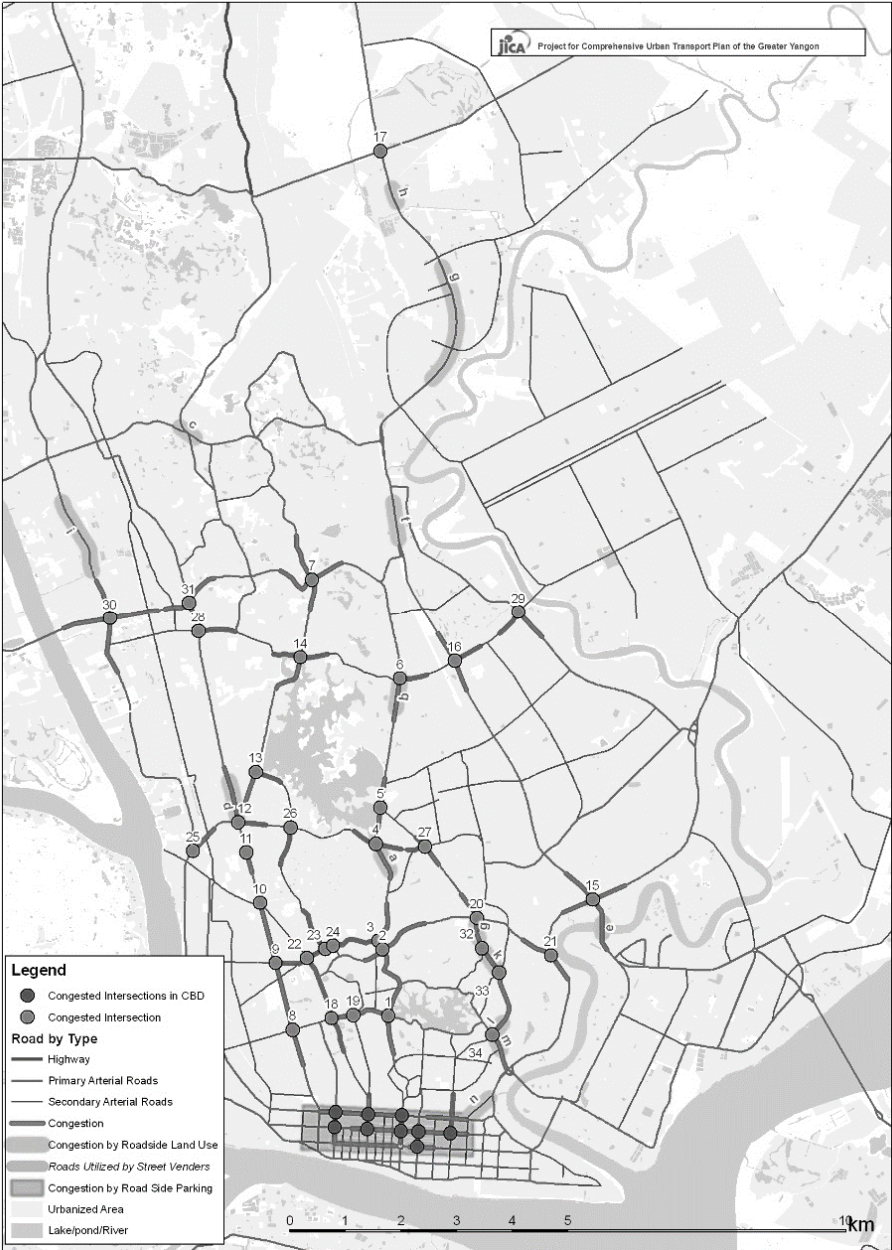 jICA Project for Comprehensive Urban Transport Plan of the Greater Yangon
17
h
g
c
f
i
7
31
30
28
29
14
16
6
b
13
d
12
5
26
4
27
11
25
a
10
15
20
g
e
3
24
23
2
32
22
21
9
k
33
18
19
1
8
l
m
34
n
Legend
Congested Intersections in CBD
Congested Intersection
Road by Type
Highway
Primary Arterial Roads
Secondary Arterial Roads
Congestion
Congestion by Roadside Land Use
Roads Utilized by Street Venders
Congestion by Road Side Parking
Urbanized Area
Lake/pond/River
0 1 2 3 4 5 10 km